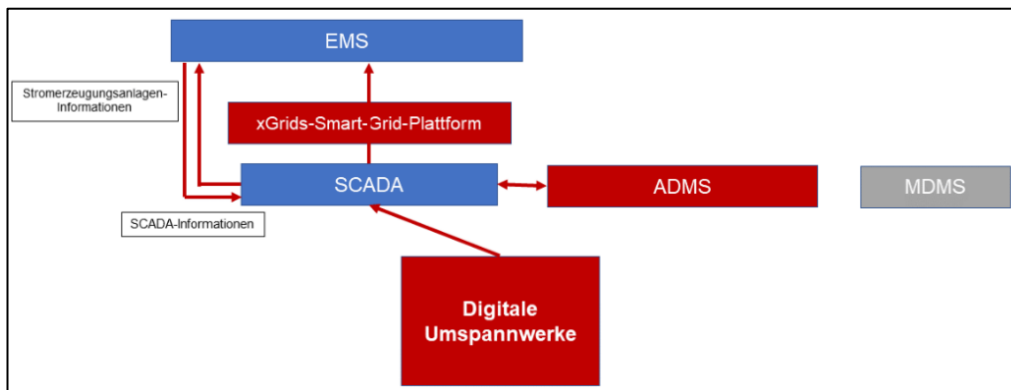 EMS
Stromerzeugungsanlagen-
Informationen
xGrids-Smart-Grid-Plattform
SCADA
ADMS
MDMS
SCADA-Informationen
Digitale
Umspannwerke